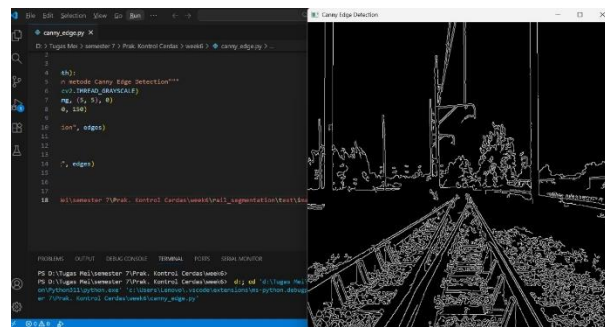 File Edit Selection View Go Run ...
canny_edge.py
D: > Tugas Mei > semester 7 > Prak. Kontrol Cerdas > week6 > canny_edge.py > ...
2
3
4 th):
5 n metode Canny Edge Detection"""
6 cv2.IMREAD_GRAYSCALE)
7 mg, (5, 5), 0)
8 0, 150)
9
10 ion", edges)
11
12
13
14 ", edges)
15
16
17
18 Mei\semester 7\Prak. Kontrol Cerdas\week6\rail_segmentation\test\
PROBLEMS OUTPUT DEBUG CONSOLE TERMINAL PORTS SERIAL MONITOR
PS D:\Tugas Mei\semester 7\Prak. Kontrol Cerdas\week6>
PS D:\Tugas Mei\semester 7\Prak. Kontrol Cerdas\week6> d:; cd 'd:\Tugas Mei
on\Python311\python.exe' 'c:\Users\Lenovo\.vscode\extensions\ms-python.debugp
er 7\Prak. Kontrol Cerdas\week6\canny_edge.py'
Canny Edge Detection